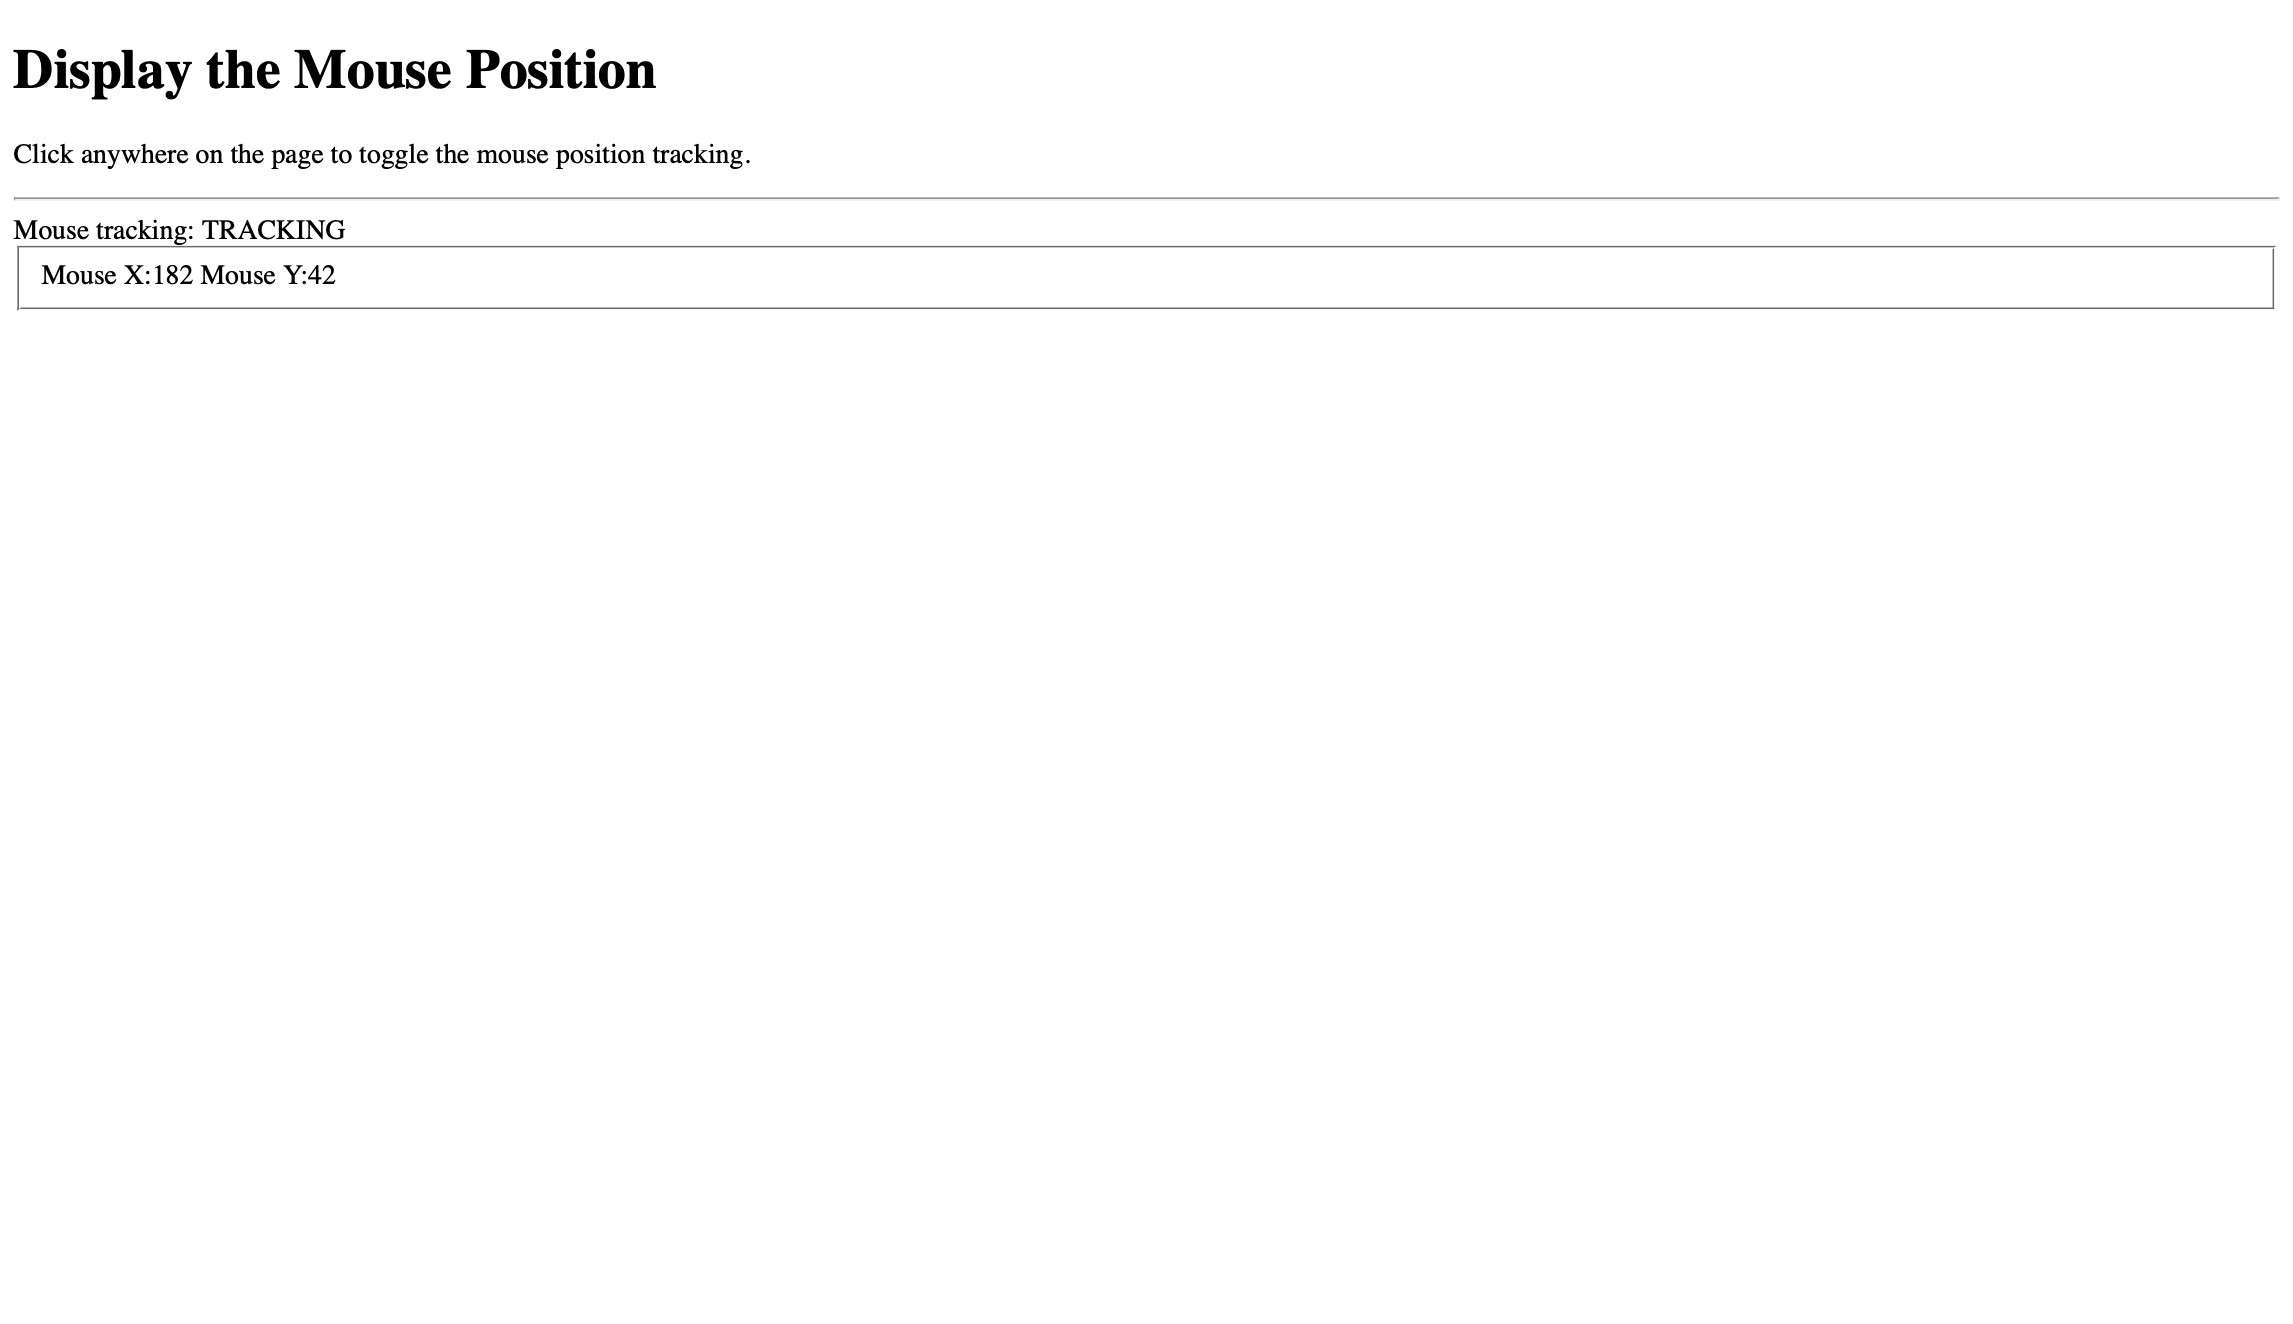 Display the Mouse Position
Click anywhere on the page to toggle the mouse position tracking.
Mouse tracking: TRACKING
Mouse X:182 Mouse Y:42